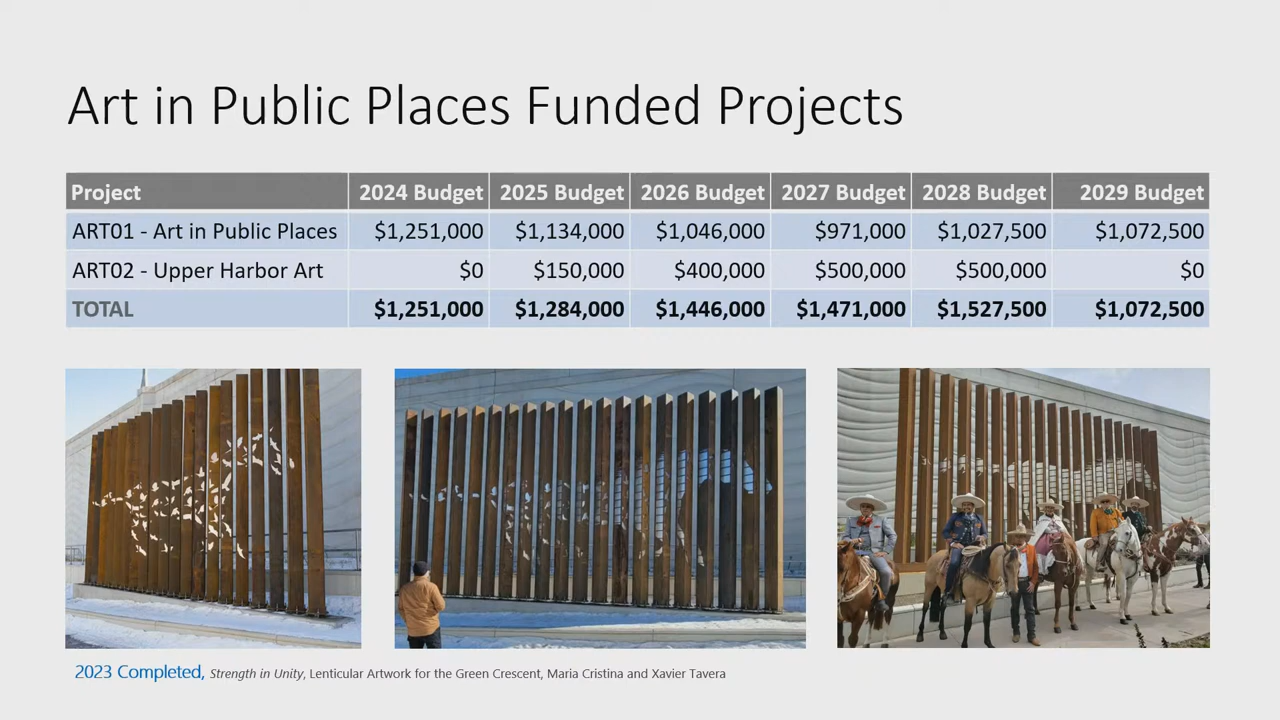 Art in Public Places Funded Projects
Project 2024 Budget 2025 Budget 2026 Budget 2027 Budget 2028 Budget 2029 Budget
ART01 - Art in Public Places $1,251,000 $1,134,000 $1,046,000 $971,000 $1,027,500 $1,072,500
ART02 - Upper Harbor Art $0 $150,000 $400,000 $500,000 $500,000 $0
TOTAL $1,251,000 $1,284,000 $1,446,000 $1,471,000 $1,527,500 $1,072,500
2023 Completed, Strength in Unity, Lenticular Artwork for the Green Crescent, Maria Cristina and Xavier Tavera